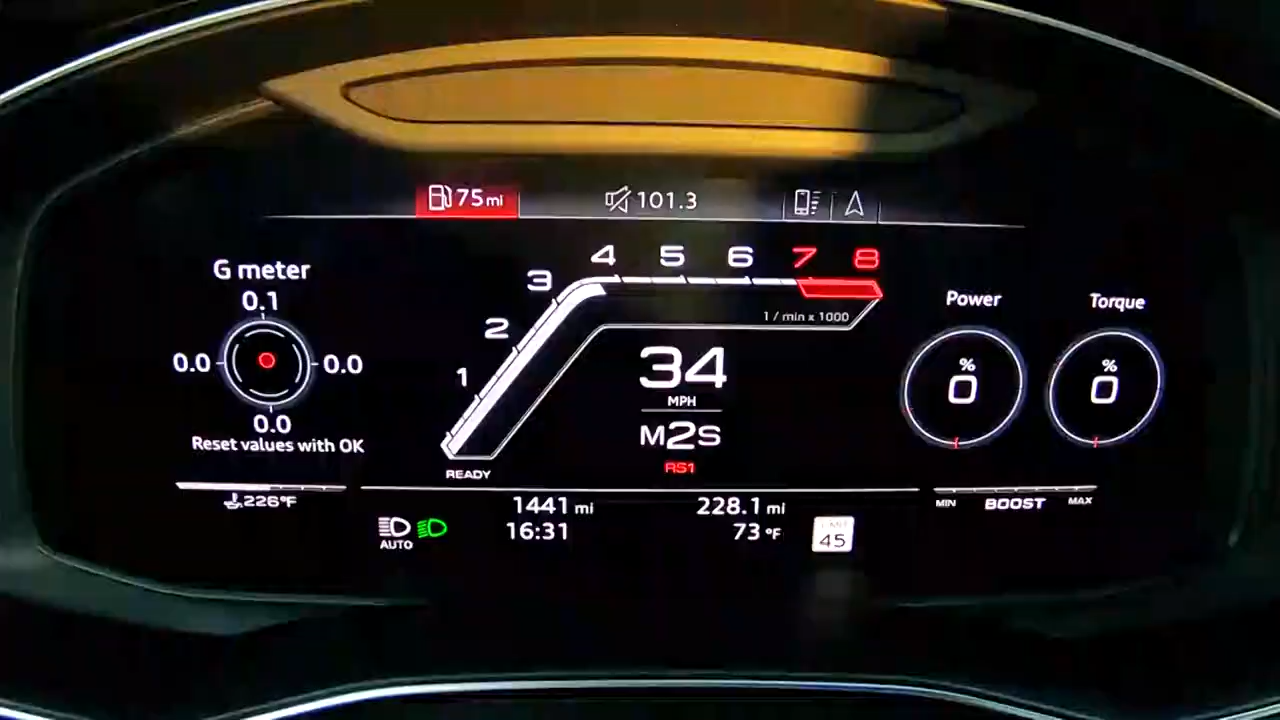 75 mi
101.3
G meter
0.1
0.0
0.0
0.0
Reset values with OK
226°F
1
2
3
4
5
6
7
8
1 / min x 1000
READY
34
MPH
M2S
RS1
Power
%
0
Torque
%
0
MIN BOOST MAX
1441 mi
228.1 mi
AUTO
16:31
73 °F
LIMIT
45